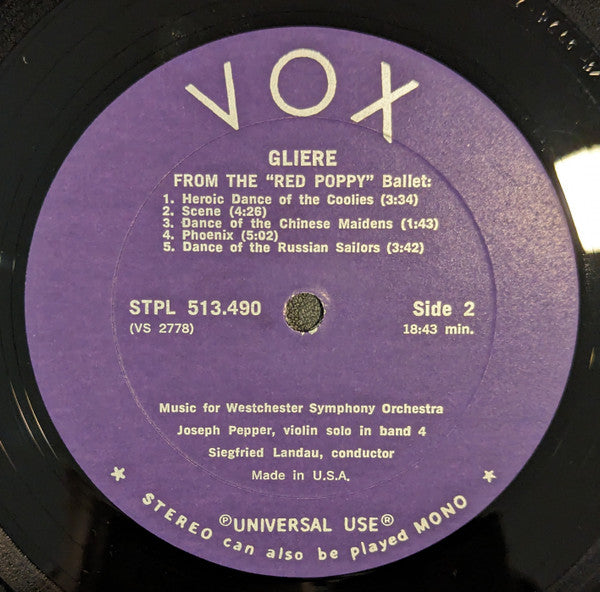 VOX
GLIERE
FROM THE "RED POPPY" Ballet:
1. Heroic Dance of the Coolies (3:34)
2. Scene (4:26)
3. Dance of the Chinese Maidens (1:43)
4. Phoenix (5:02)
5. Dance of the Russian Sailors (3:42)
STPL 513.490 Side 2
(VS 2778) 18:43 min.
Music for Westchester Symphony Orchestra
Joseph Pepper, violin solo in band 4
Siegfried Landau, conductor
Made in U.S.A.
℗UNIVERSAL USE®
★ STEREO can also be played MONO ★